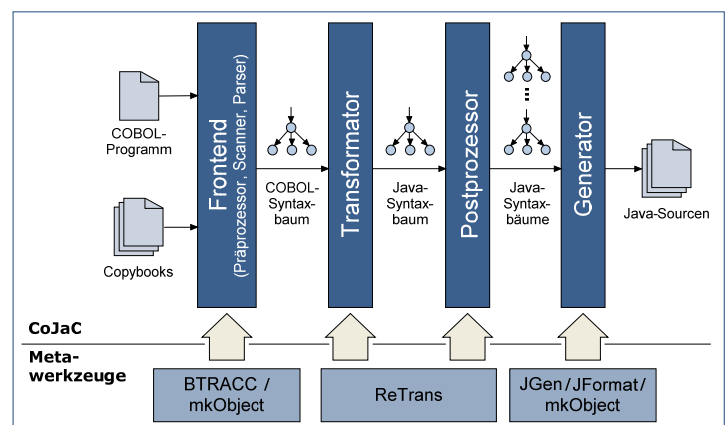 COBOL-
Programm
Copybooks
Frontend
(Präprozessor, Scanner, Parser)
COBOL-
Syntax-
baum
Transformator
Java-
Syntax-
baum
Postprozessor
Java-
Syntax-
bäume
Generator
Java-Sourcen
CoJaC
Meta-
werkzeuge
BTRACC /
mkObject
ReTrans
JGen/JFormat/
mkObject